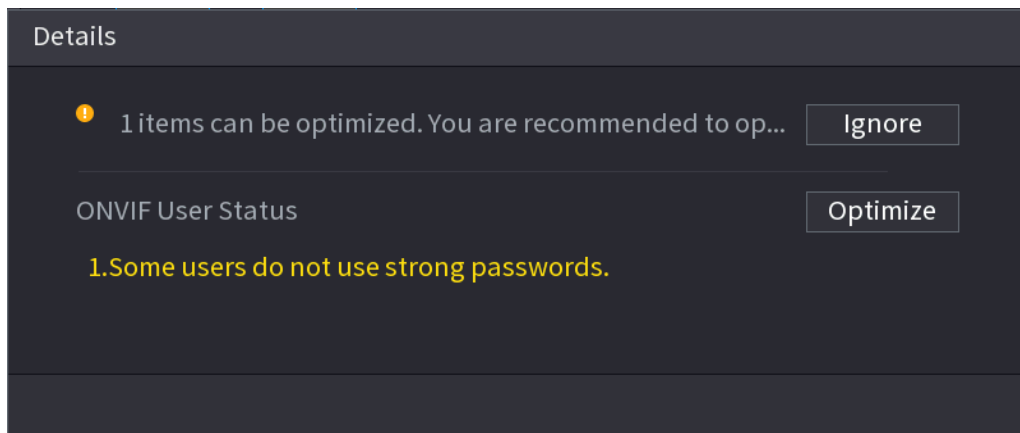 Details
1 items can be optimized. You are recommended to op... Ignore
ONVIF User Status Optimize
1.Some users do not use strong passwords.